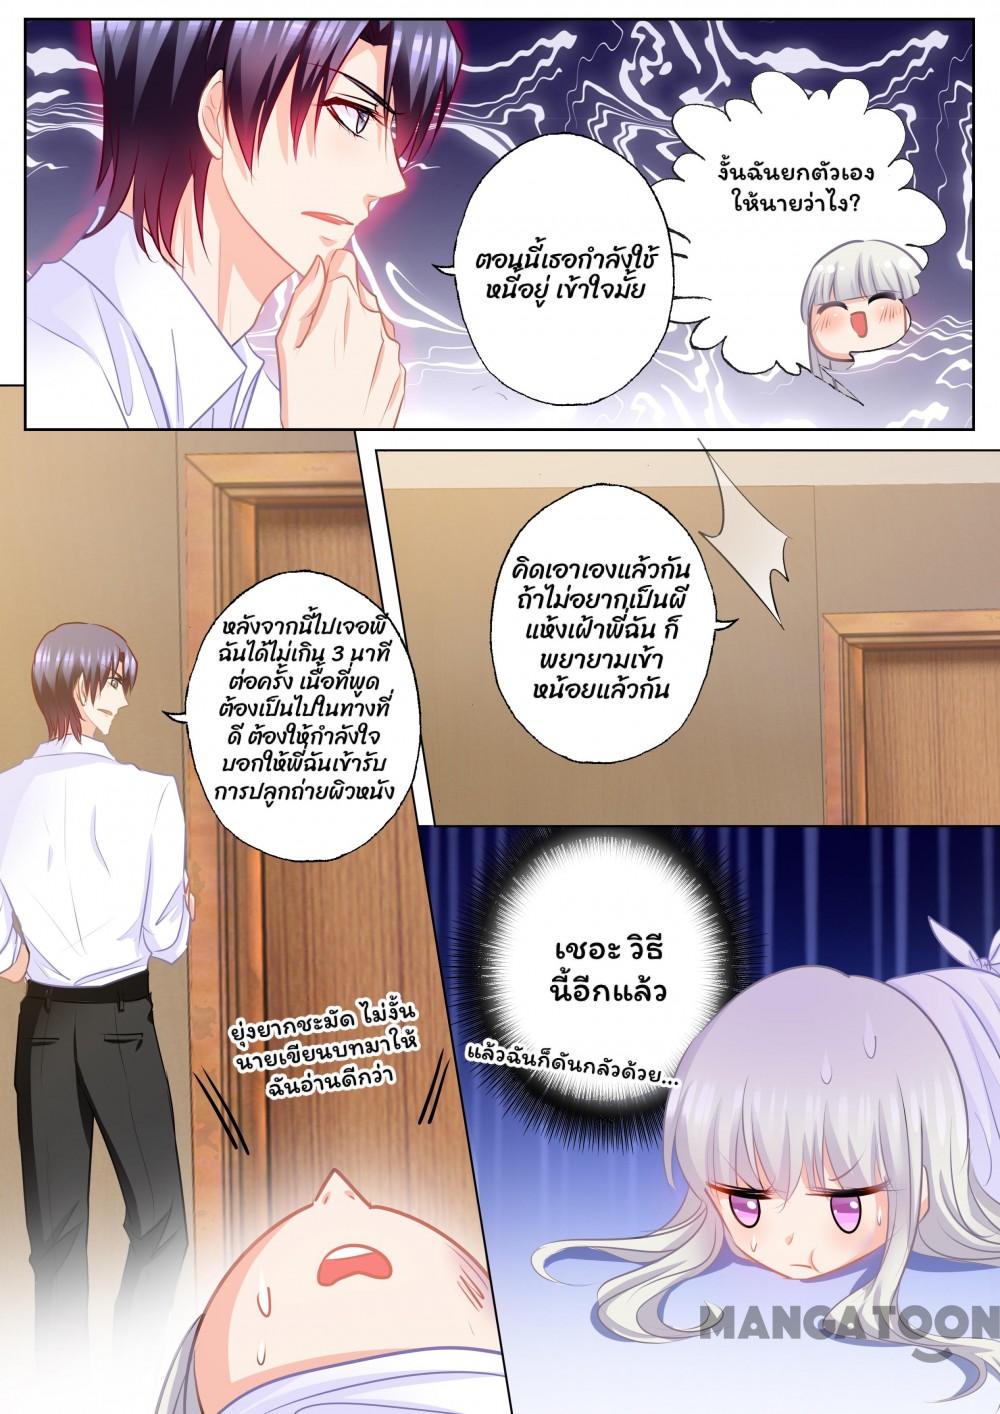 งั้นฉันยกตัวเอง
ให้นายว่าไง?
ตอนนี้เธอกำลังใช้
หนี้อยู่ เข้าใจมั้ย
คิดเอาเองแล้วกัน
ถ้าไม่อยากเป็นผี
แห้งเฝ้าพี่ฉัน ก็
พยายามเข้า
หน่อยแล้วกัน
หลังจากนี้ไปเจอพี่
ฉันได้ไม่เกิน 3 นาที
ต่อครั้ง เนื้อที่พูด
ต้องเป็นไปในทางที่
ดี ต้องให้กำลังใจ
บอกให้พี่ฉันเข้ารับ
การปลูกถ่ายผิวหนัง
ยุ่งยากชะมัด ไม่งั้น
นายเขียนบทมาให้
ฉันอ่านดีกว่า
เชอะ วิธี
นี้อีกแล้ว
แล้วฉันก็ดันกลัวด้วย...
MANGATOON